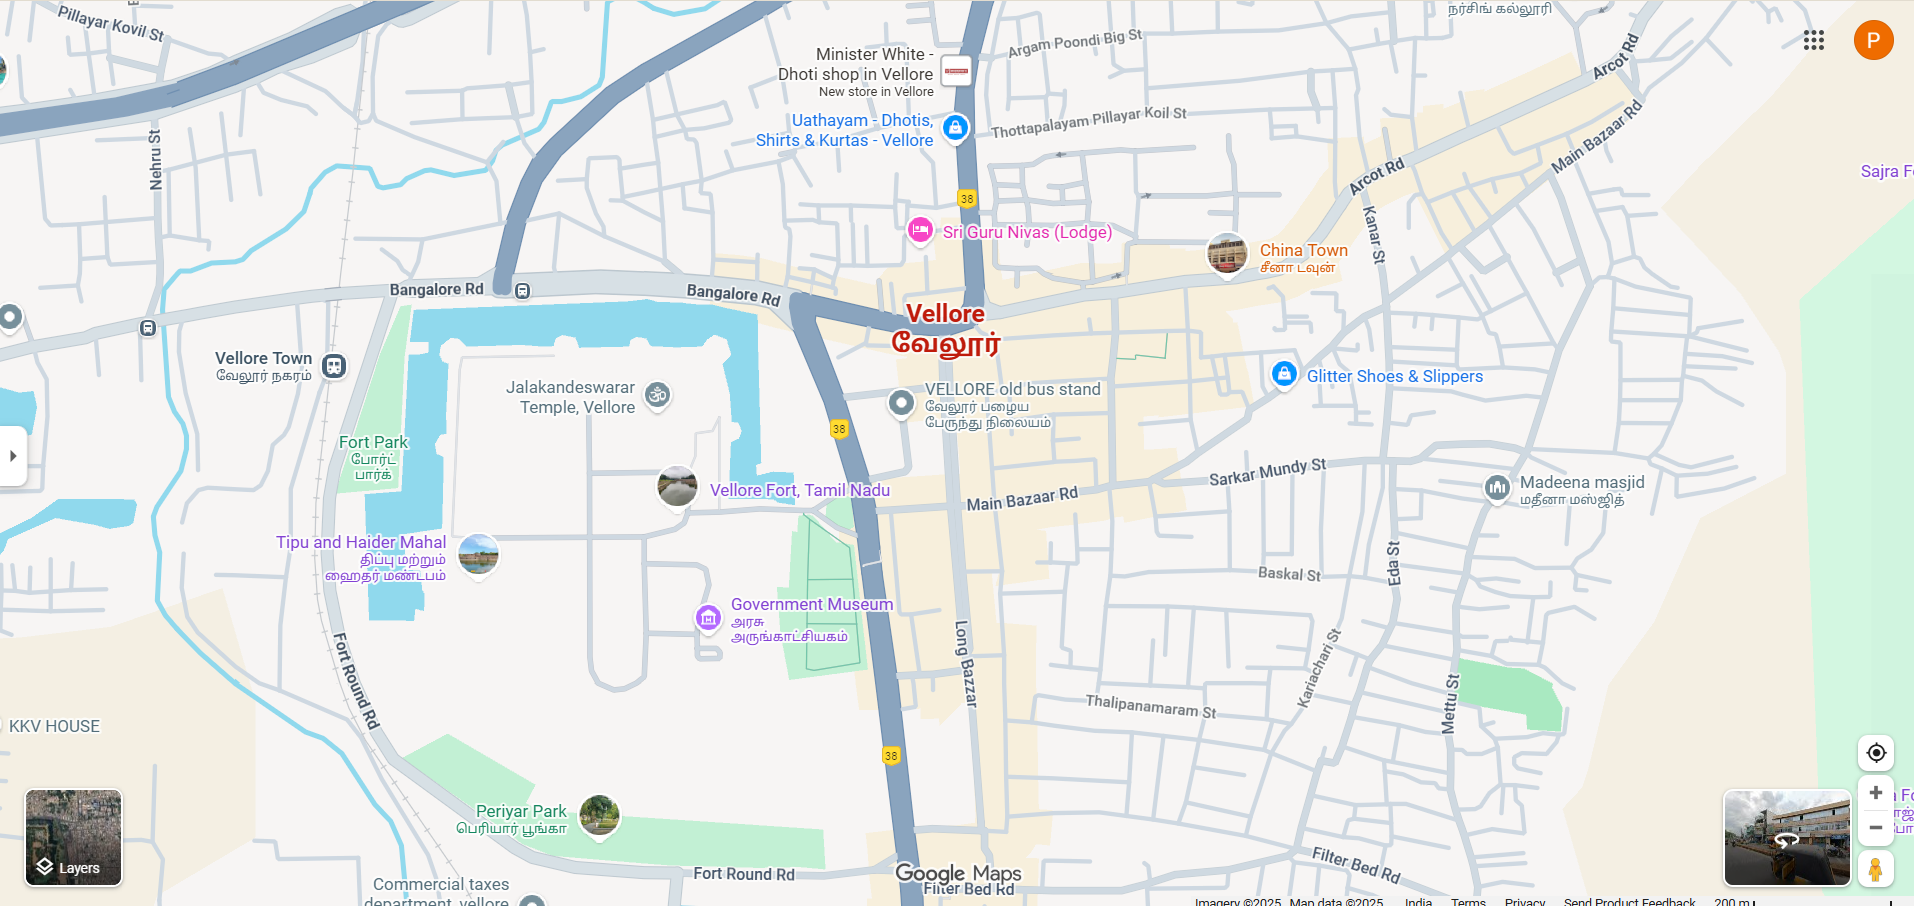 Pillayar Kovil St
நர்சிங் கல்லூரி
Argam Poondi Big St
Arcot Rd
P
Minister White -
Dhoti shop in Vellore
New store in Vellore
Uathayam - Dhotis,
Shirts & Kurtas - Vellore
Thottapalayam Pillayar Koil St
Main Bazaar Rd
Nehru St
Arcot Rd
Sajra Fo
38
Kanar St
Sri Guru Nivas (Lodge)
China Town
சீனா டவுன்
Bangalore Rd
Bangalore Rd
Vellore
வேலூர்
Vellore Town
வேலூர் நகரம்
Jalakandeswarar
Temple, Vellore
VELLORE old bus stand
வேலூர் பழைய
பேருந்து நிலையம்
Glitter Shoes & Slippers
38
Fort Park
போர்ட்
பார்க்
Vellore Fort, Tamil Nadu
Main Bazaar Rd
Sarkar Mundy St
Madeena masjid
மதீனா மஸ்ஜித்
Tipu and Haider Mahal
திப்பு மற்றும்
ஹைதர் மண்டபம்
Eda St
Baskal St
Government Museum
அரசு
அருங்காட்சியகம்
Fort Round Rd
Long Bazzar
Kariachari St
Thalipanamaram St
Mettu St
KKV HOUSE
38
Periyar Park
பெரியார் பூங்கா
Layers
Fort Round Rd
Google Maps
Filter Bed Rd
Filter Bed Rd
Commercial taxes
department, vellore
Imagery ©2025 Map data ©2025 India Terms Privacy Send Product Feedback 200 m